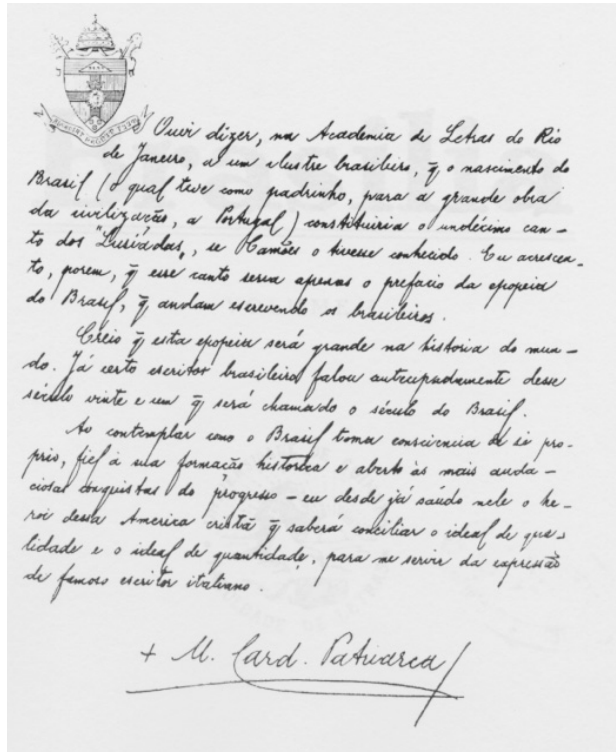 Ouvi dizer, na Academia de Letras do Rio
de Janeiro, a um ilustre brasileiro, q̃ o nascimento do
Brasil (o qual teve como padrinho, para a grande obra
da civilização, a Portugal) constituiria o undécimo can-
to dos "Lusíadas", se Camões o tivesse conhecido. Eu acrescen-
to, porem, q̃ esse canto seria apenas o prefacio da epopeia
do Brasil, q̃ andam escrevendo os brasileiros.
Creio q̃ esta epopeia será grande na historia do mun-
do. Já certo escritor brasileiro falou antecipadamente desse
século vinte e um q̃ será chamado o século do Brasil.
Ao contemplar como o Brasil toma consciencia de si pro-
prio, fiel à sua formação historica e aberto às mais auda-
ciosas conquistas do progresso – eu desde já saúdo nele o he-
roi dessa America cristã q̃ saberá conciliar o ideal de qua-
lidade e o ideal de quantidade, para me servir da expressão
de famoso escritor italiano.
+ M. Card. Patriarca